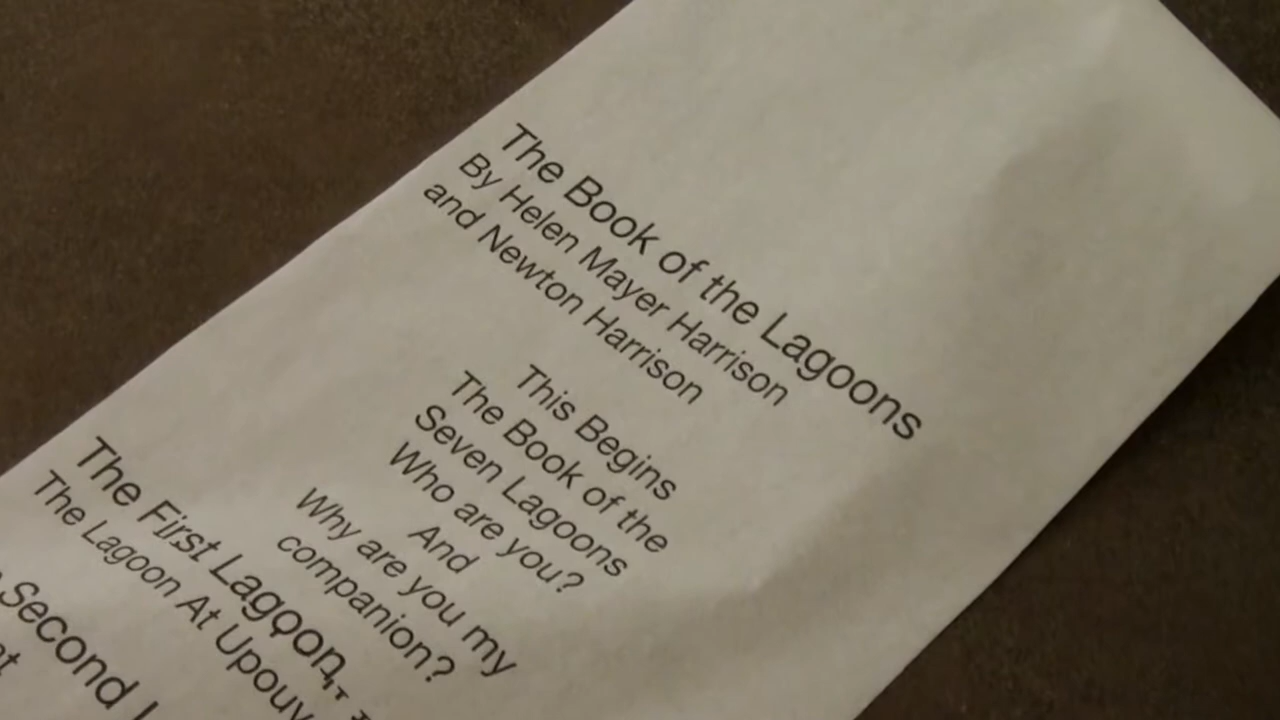 The Book of the Lagoons
By Helen Mayer Harrison
and Newton Harrison
This Begins
The Book of the
Seven Lagoons
Who are you?
And
Why are you my
companion?
The First Lagoon,
The Lagoon At
Second